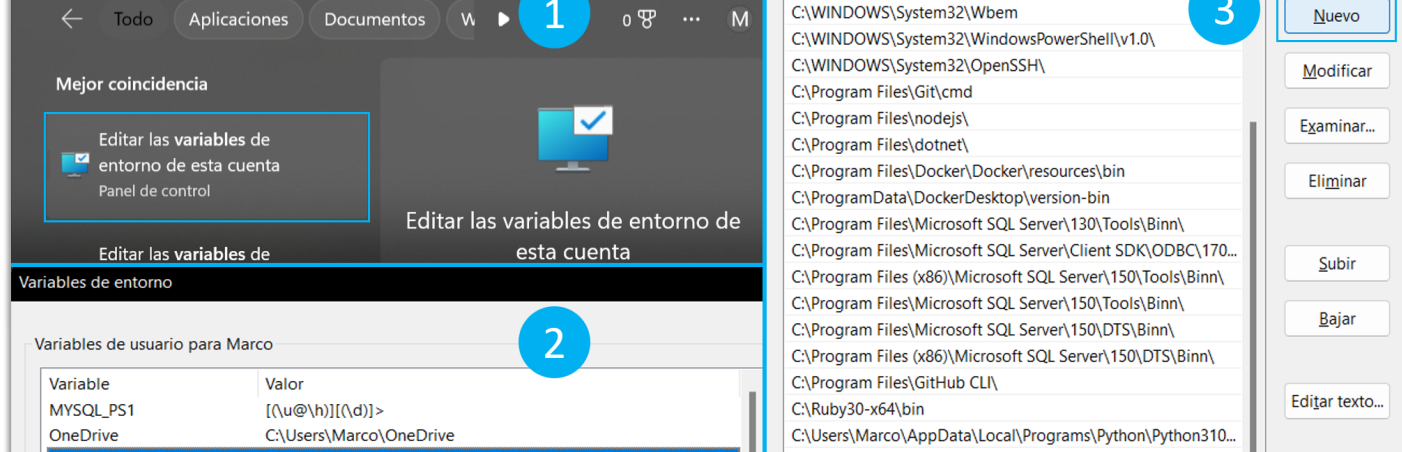 Todo
Aplicaciones
Documentos
W
1
0
M
Mejor coincidencia
Editar las variables de
entorno de esta cuenta
Panel de control
Editar las variables de
Editar las variables de entorno de
esta cuenta
Variables de entorno
2
Variables de usuario para Marco
Variable Valor
MYSQL_PS1 [(\u@\h)][(\d)]>
OneDrive C:\Users\Marco\OneDrive
3
C:\WINDOWS\System32\Wbem
C:\WINDOWS\System32\WindowsPowerShell\v1.0\
C:\WINDOWS\System32\OpenSSH\
C:\Program Files\Git\cmd
C:\Program Files\nodejs\
C:\Program Files\dotnet\
C:\Program Files\Docker\Docker\resources\bin
C:\ProgramData\DockerDesktop\version-bin
C:\Program Files\Microsoft SQL Server\130\Tools\Binn\
C:\Program Files\Microsoft SQL Server\Client SDK\ODBC\170...
C:\Program Files (x86)\Microsoft SQL Server\150\Tools\Binn\
C:\Program Files\Microsoft SQL Server\150\Tools\Binn\
C:\Program Files\Microsoft SQL Server\150\DTS\Binn\
C:\Program Files (x86)\Microsoft SQL Server\150\DTS\Binn\
C:\Program Files\GitHub CLI\
C:\Ruby30-x64\bin
C:\Users\Marco\AppData\Local\Programs\Python\Python310...
Nuevo
Modificar
Examinar...
Eliminar
Subir
Bajar
Editar texto...